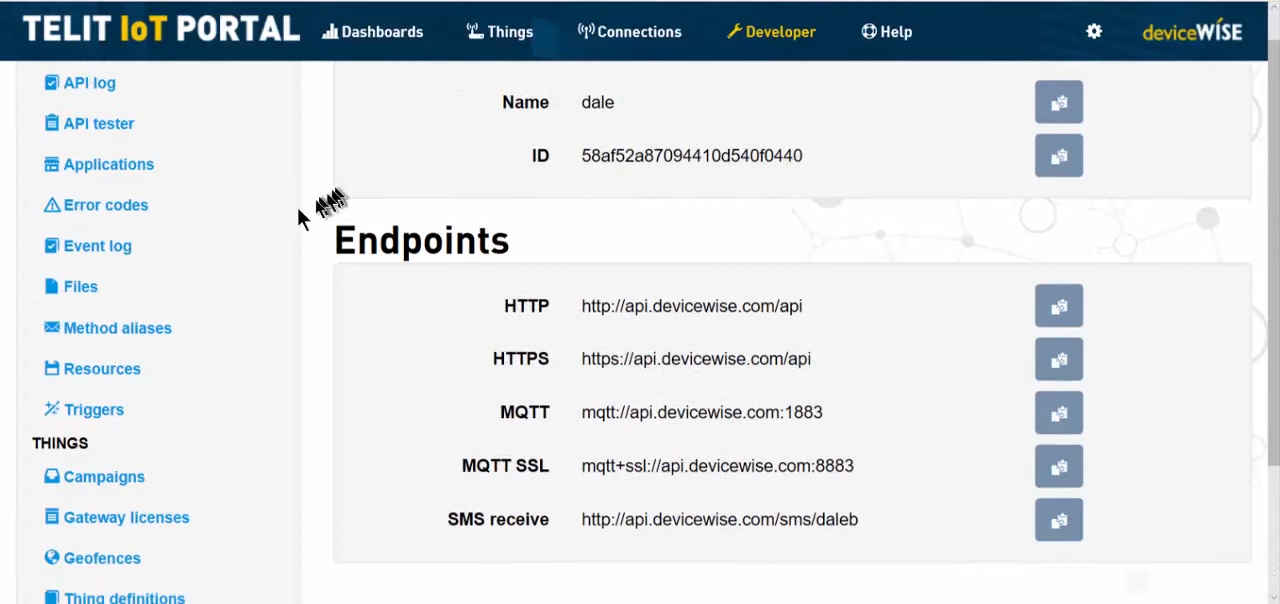 TELIT IoT PORTAL
Dashboards
Things
Connections
Developer
Help
deviceWISE
API log
API tester
Applications
Error codes
Event log
Files
Method aliases
Resources
Triggers
THINGS
Campaigns
Gateway licenses
Geofences
Thing definitions
Name dale
ID 58af52a87094410d540f0440
Endpoints
HTTP http://api.devicewise.com/api
HTTPS https://api.devicewise.com/api
MQTT mqtt://api.devicewise.com:1883
MQTT SSL mqtt+ssl://api.devicewise.com:8883
SMS receive http://api.devicewise.com/sms/daleb